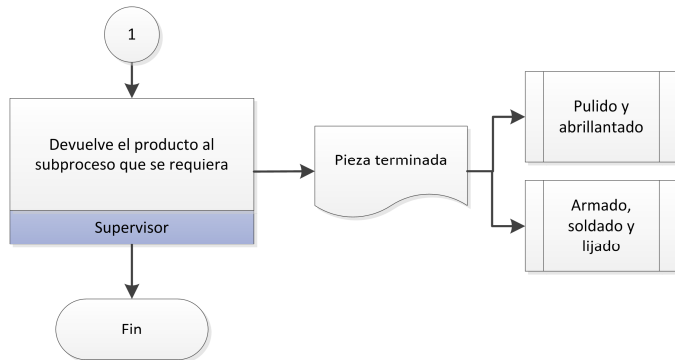 1
Devuelve el producto al
subproceso que se requiera
Supervisor
Pieza terminada
Pulido y
abrillantado
Armado,
soldado y
lijado
Fin